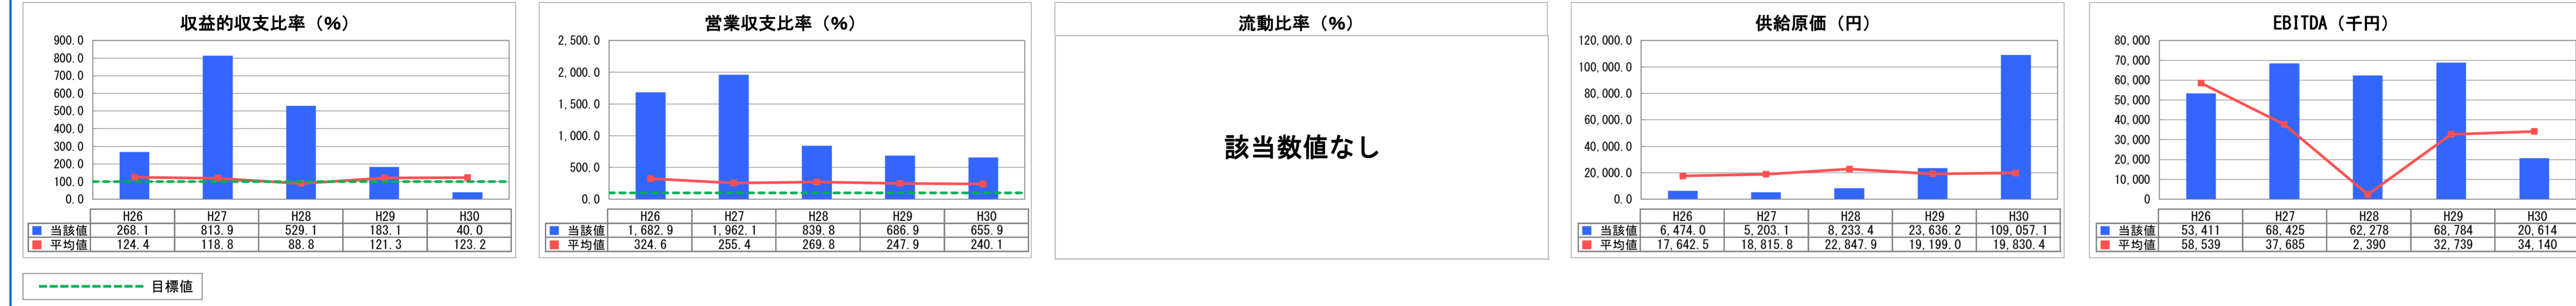 収益的収支比率（％）
900.0
800.0
700.0
600.0
500.0
400.0
300.0
200.0
100.0
0.0
H26 H27 H28 H29 H30
当該値 268.1 813.9 529.1 183.1 40.0
平均値 124.4 118.8 88.8 121.3 123.2
営業収支比率（％）
2,500.0
2,000.0
1,500.0
1,000.0
500.0
0.0
H26 H27 H28 H29 H30
当該値 1,682.9 1,962.1 839.8 686.9 655.9
平均値 324.6 255.4 269.8 247.9 240.1
流動比率（％）
該当数値なし
供給原価（円）
120,000.0
100,000.0
80,000.0
60,000.0
40,000.0
20,000.0
0.0
H26 H27 H28 H29 H30
当該値 6,474.0 5,203.1 8,233.4 23,636.2 109,057.1
平均値 17,642.5 18,815.8 22,847.9 19,199.0 19,830.4
EBITDA（千円）
80,000
70,000
60,000
50,000
40,000
30,000
20,000
10,000
0
H26 H27 H28 H29 H30
当該値 53,411 68,425 62,278 68,784 20,614
平均値 58,539 37,685 2,390 32,739 34,140
目標値